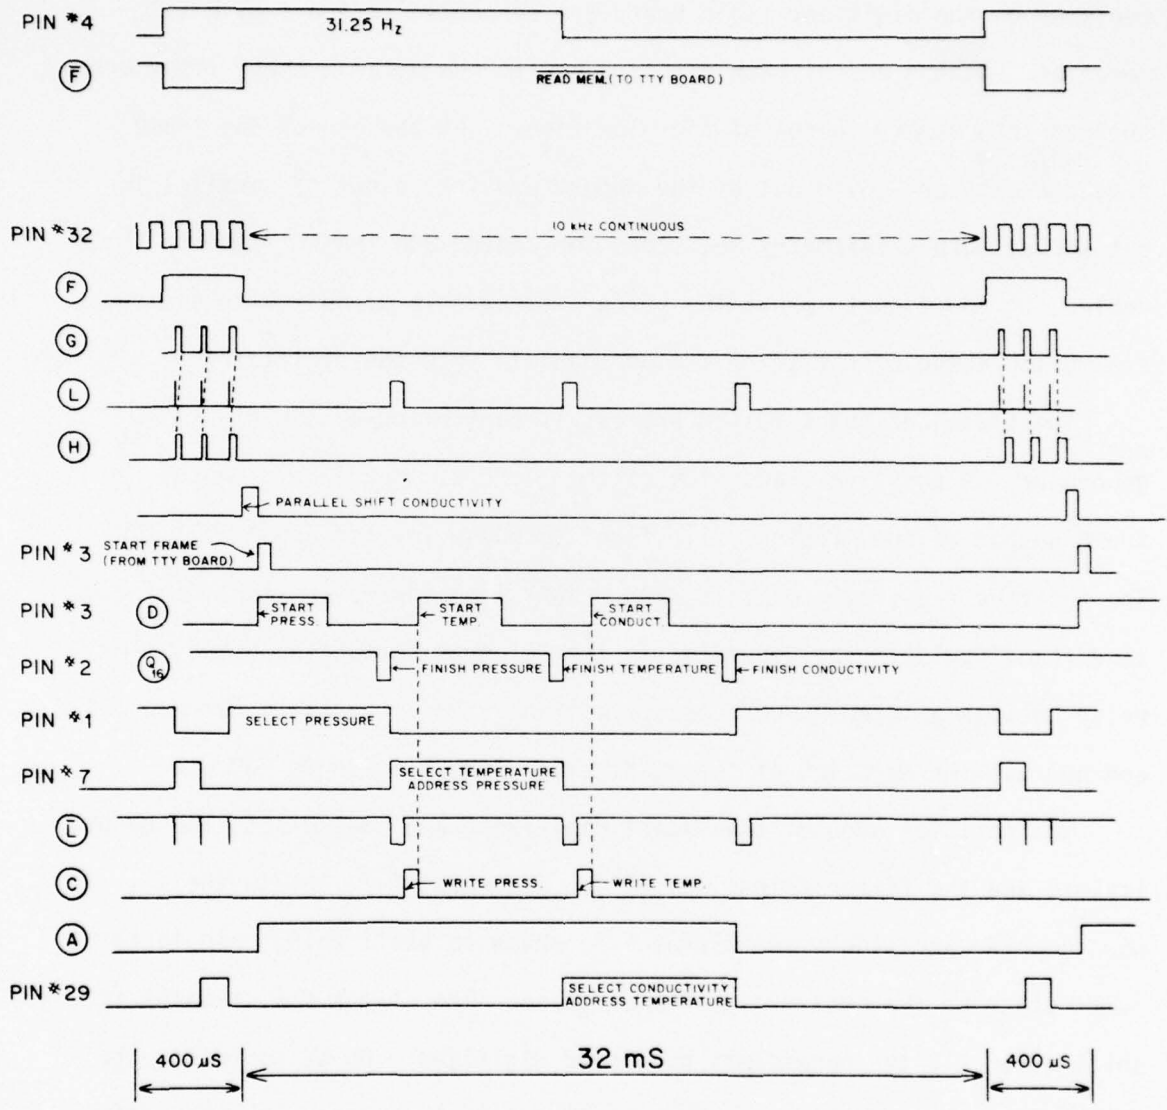 PIN #4
31.25 Hz
F̅
READ MEM. (TO TTY BOARD)
PIN #32
10 kHz CONTINUOUS
F
G
L
H
PARALLEL SHIFT CONDUCTIVITY
PIN #3
START FRAME
(FROM TTY BOARD)
PIN #3
D
START
PRESS.
START
TEMP.
START
CONDUCT.
PIN #2
Q16
FINISH PRESSURE
FINISH TEMPERATURE
FINISH CONDUCTIVITY
PIN #1
SELECT PRESSURE
PIN #7
SELECT TEMPERATURE
ADDRESS PRESSURE
L̅
C
WRITE PRESS.
WRITE TEMP.
A
PIN #29
SELECT CONDUCTIVITY
ADDRESS TEMPERATURE
400 µS
32 mS
400 µS